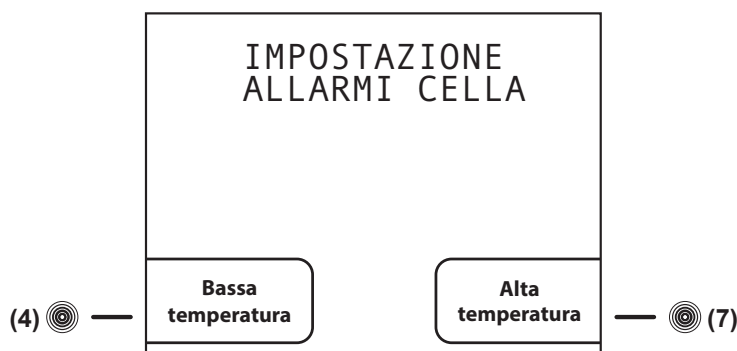 IMPOSTAZIONE
ALLARMI CELLA
Bassa
temperatura
Alta
temperatura
(4)
(7)